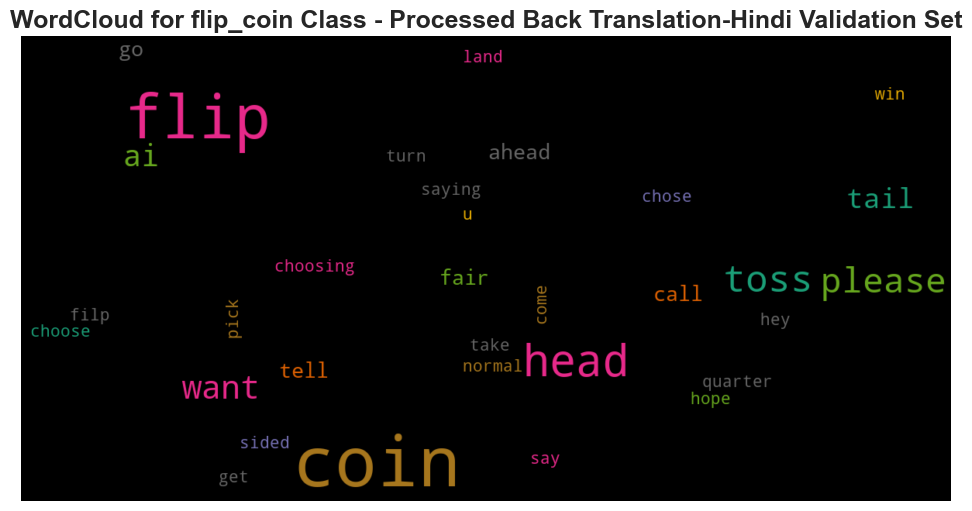 WordCloud for flip_coin Class - Processed Back Translation-Hindi Validation Set
go
land
win
flip
ai
turn
ahead
saying
chose
tail
u
choosing
fair
toss
please
call
pick
come
filp
choose
hey
take
head
normal
tell
want
quarter
hope
sided
coin
say
get